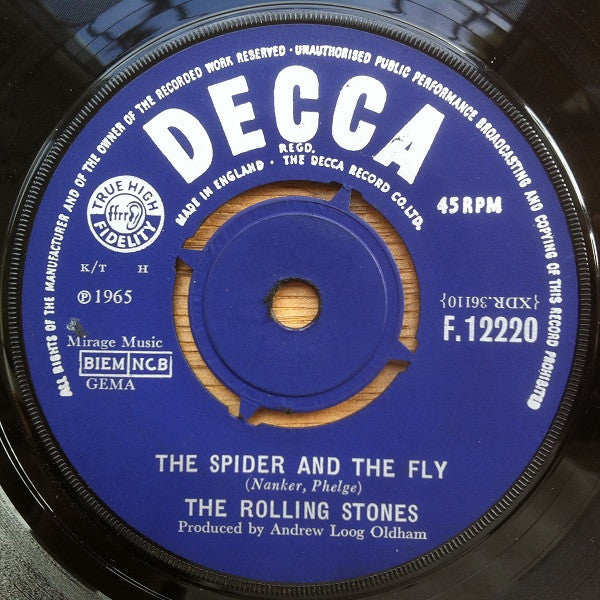 ALL RIGHTS OF THE MANUFACTURER AND OF THE OWNER OF THE RECORDED WORK RESERVED · UNAUTHORISED PUBLIC PERFORMANCE BROADCASTING AND COPYING OF THIS RECORD PROHIBITED
DECCA
REGD.
MADE IN ENGLAND · THE DECCA RECORD CO. LTD.
TRUE HIGH
ffrr
FIDELITY
45 RPM
K/T H
℗ 1965
{XDR.36110}
F.12220
Mirage Music
BIEM NCB
GEMA
THE SPIDER AND THE FLY
(Nanker, Phelge)
THE ROLLING STONES
Produced by Andrew Loog Oldham